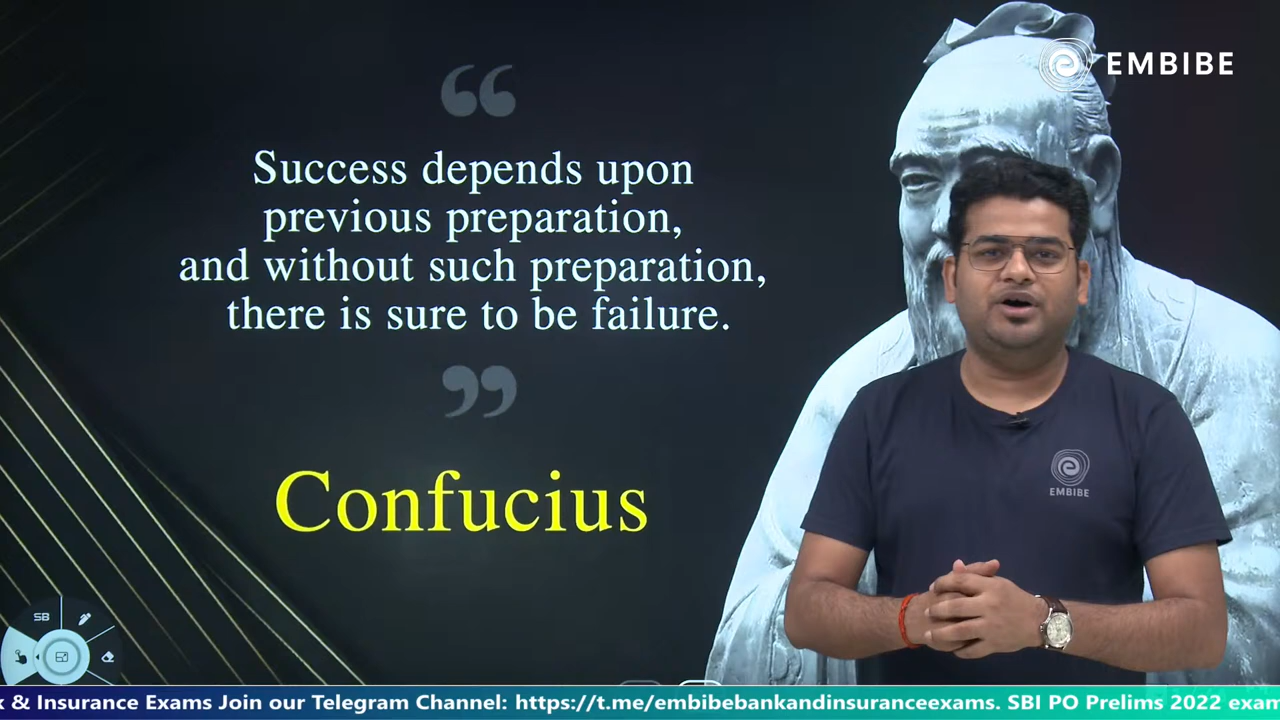 EMBIBE
“
Success depends upon
previous preparation,
and without such preparation,
there is sure to be failure.
”
Confucius
EMBIBE
SB
& Insurance Exams Join our Telegram Channel: https://t.me/embibebankandinsuranceexams. SBI PO Prelims 2022 exan